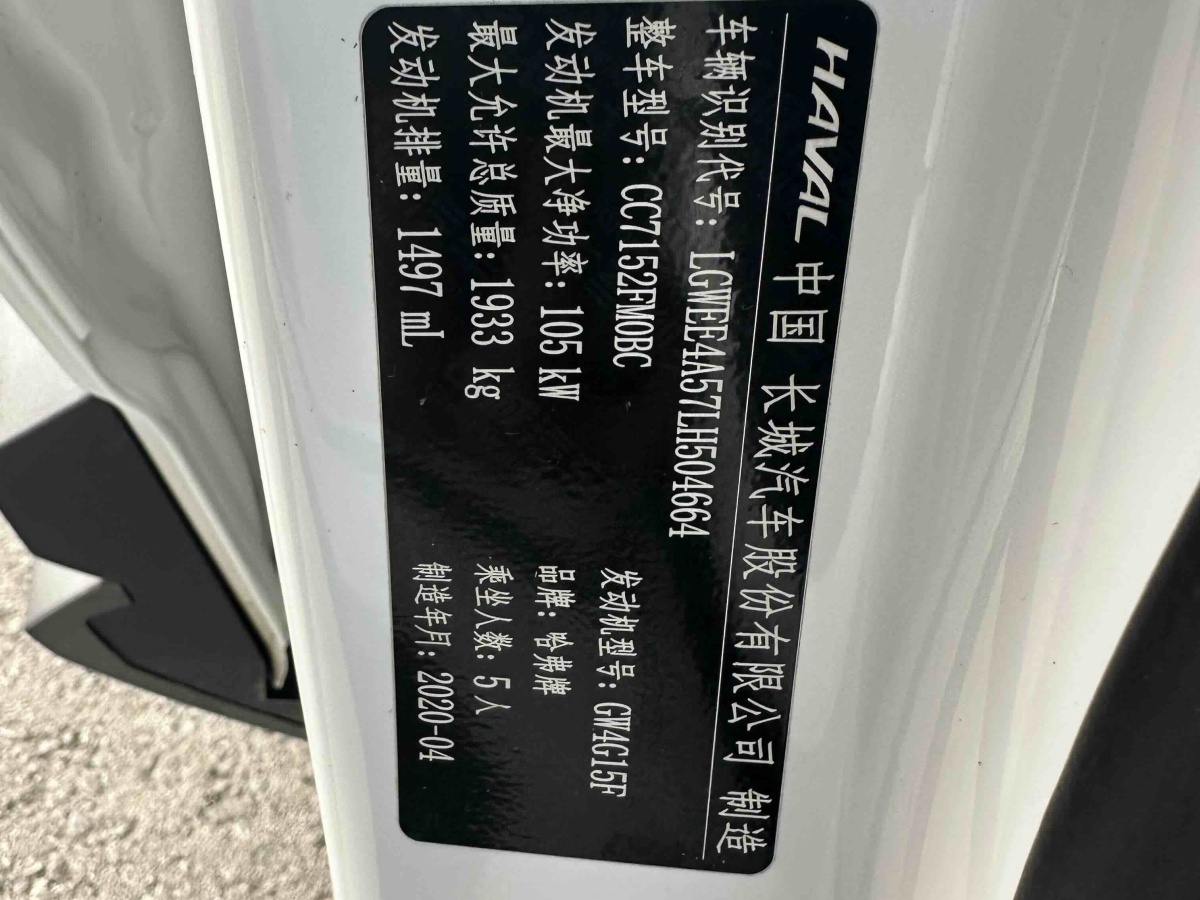 HAVAL 中国 长城汽车股份有限公司 制造
车辆识别代号：LGWEE4A57LH504664
整车型号：CC7152FM0BC 发动机型号：GW4G15F
发动机最大净功率：105 kW 品牌：哈弗牌
最大允许总质量：1933 kg 乘坐人数：5人
发动机排量：1497 mL 制造年月：2020-04